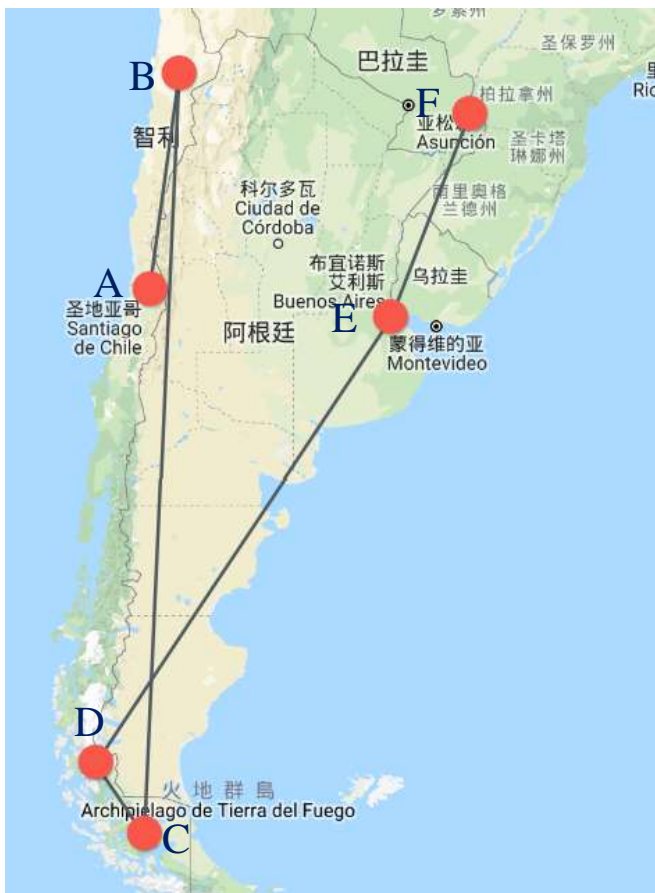 巴拉圭
圣保罗州
B
Ric
F
柏拉拿州
亚松
Asunción
智利
圣卡塔
琳娜州
科尔多瓦
Ciudad de
Córdoba
南里奥格
兰德州
A
布宜诺斯
艾利斯
Buenos Aires
乌拉圭
圣地亚哥
Santiago
de Chile
阿根廷
E
蒙得维的亚
Montevideo
D
火地群島
Archipiélago de Tierra del Fuego
C